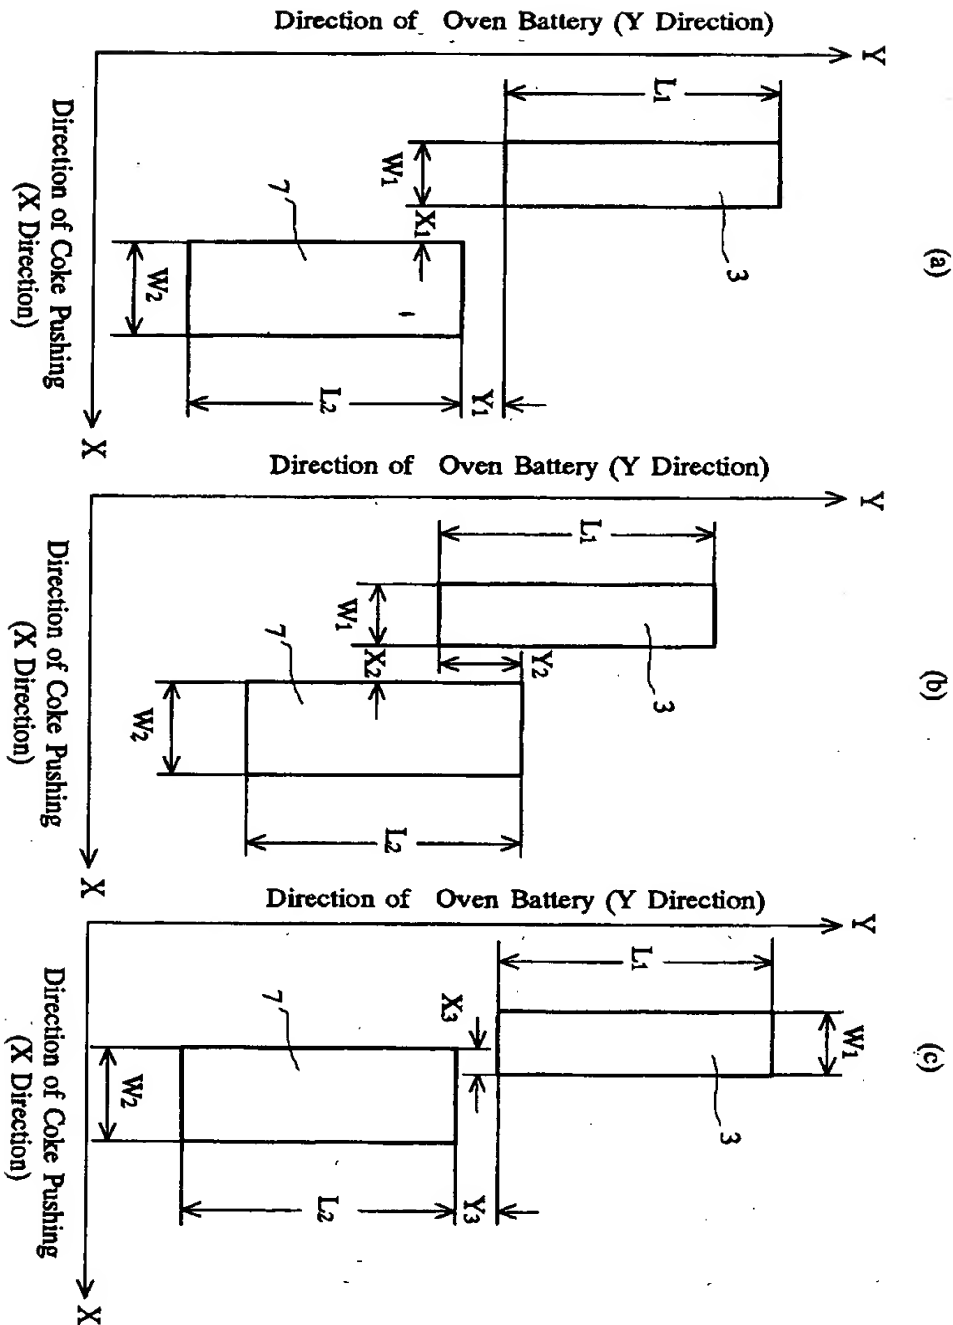 (a)
Direction of Oven Battery (Y Direction)
Y
L1
W1
X1
3
7
W2
L2
Y1
X
Direction of Coke Pushing
(X Direction)
(b)
Direction of Oven Battery (Y Direction)
Y
L1
W1
X2
Y2
3
7
W2
L2
X
Direction of Coke Pushing
(X Direction)
(c)
Direction of Oven Battery (Y Direction)
Y
L1
W1
X3
3
7
W2
L2
Y3
X
Direction of Coke Pushing
(X Direction)